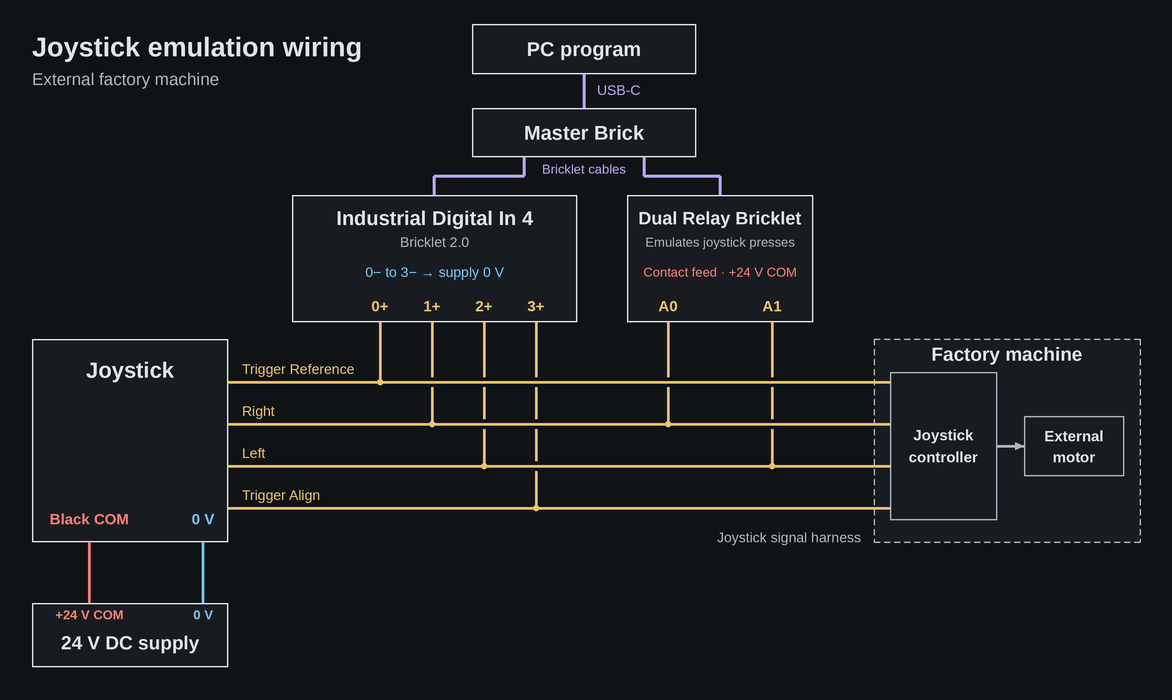 Joystick emulation wiring
External factory machine
PC program
USB-C
Master Brick
Bricklet cables
Industrial Digital In 4
Bricklet 2.0
0− to 3− → supply 0 V
0+ 1+ 2+ 3+
Dual Relay Bricklet
Emulates joystick presses
Contact feed · +24 V COM
A0 A1
Joystick
Black COM 0 V
Trigger Reference
Right
Left
Trigger Align
Joystick signal harness
Factory machine
Joystick
controller
External
motor
+24 V COM 0 V
24 V DC supply